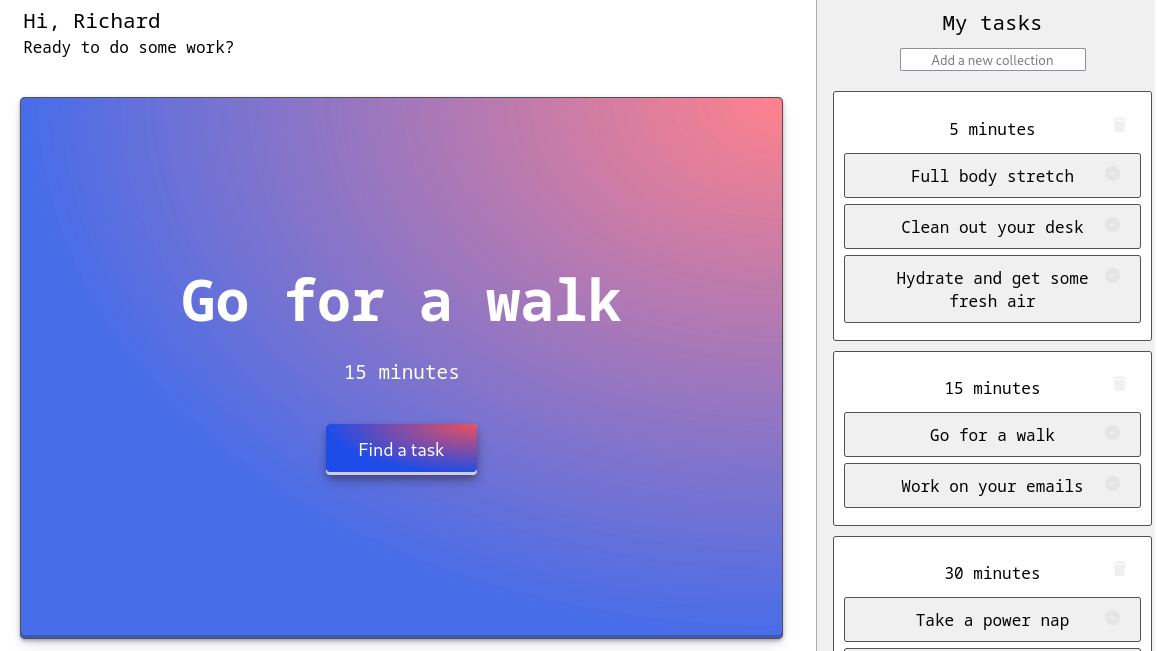 Hi, Richard
Ready to do some work?
Go for a walk
15 minutes
Find a task
My tasks
Add a new collection
5 minutes
Full body stretch
Clean out your desk
Hydrate and get some
fresh air
15 minutes
Go for a walk
Work on your emails
30 minutes
Take a power nap